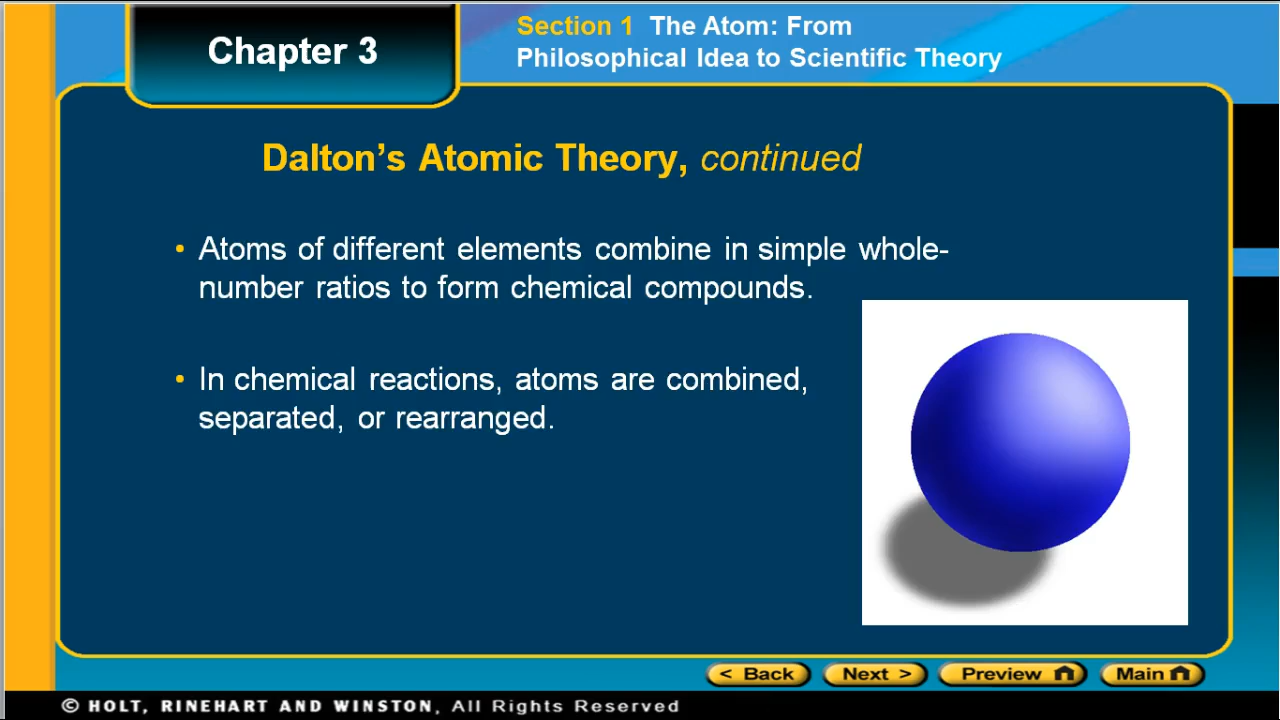 Chapter 3
Section 1 The Atom: From
Philosophical Idea to Scientific Theory
Dalton’s Atomic Theory, continued
• Atoms of different elements combine in simple whole-
number ratios to form chemical compounds.
• In chemical reactions, atoms are combined,
separated, or rearranged.
< Back Next > Preview Main
© HOLT, RINEHART AND WINSTON, All Rights Reserved